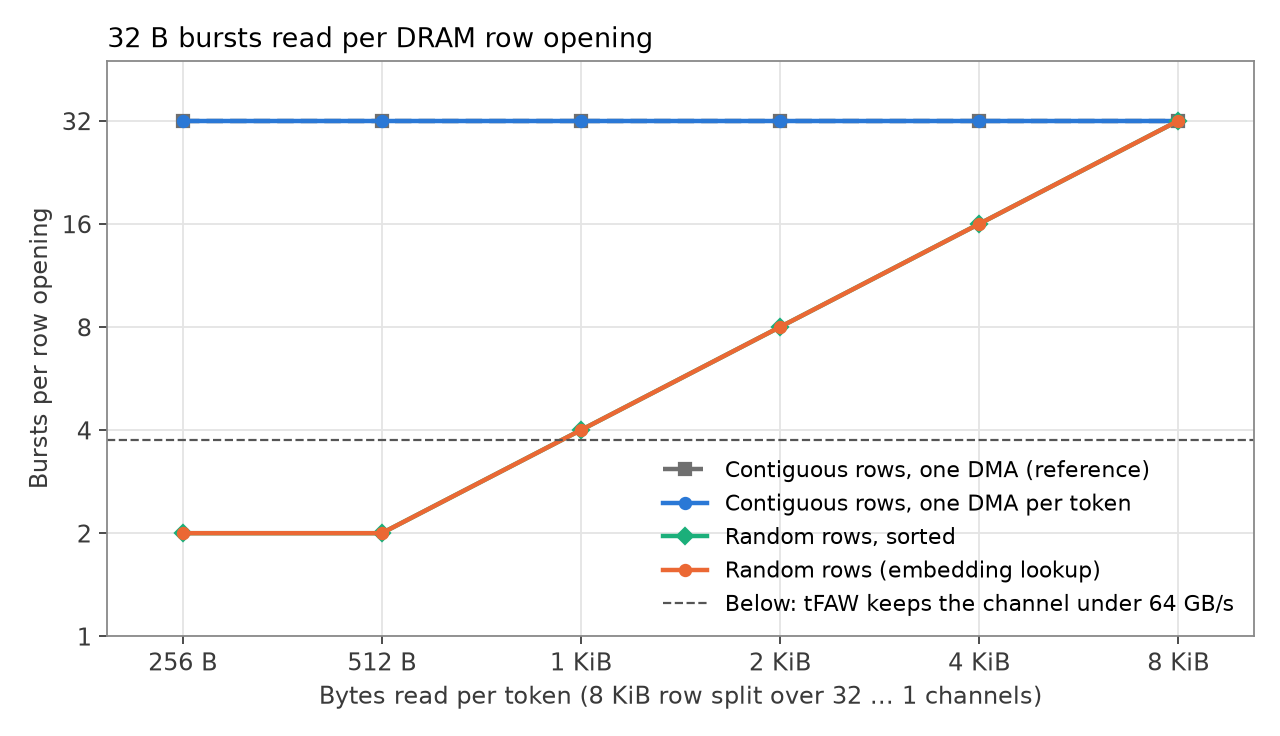 32 B bursts read per DRAM row opening
Bursts per row opening
32
16
8
4
2
1
Contiguous rows, one DMA (reference)
Contiguous rows, one DMA per token
Random rows, sorted
Random rows (embedding lookup)
Below: tFAW keeps the channel under 64 GB/s
256 B
512 B
1 KiB
2 KiB
4 KiB
8 KiB
Bytes read per token (8 KiB row split over 32 ... 1 channels)